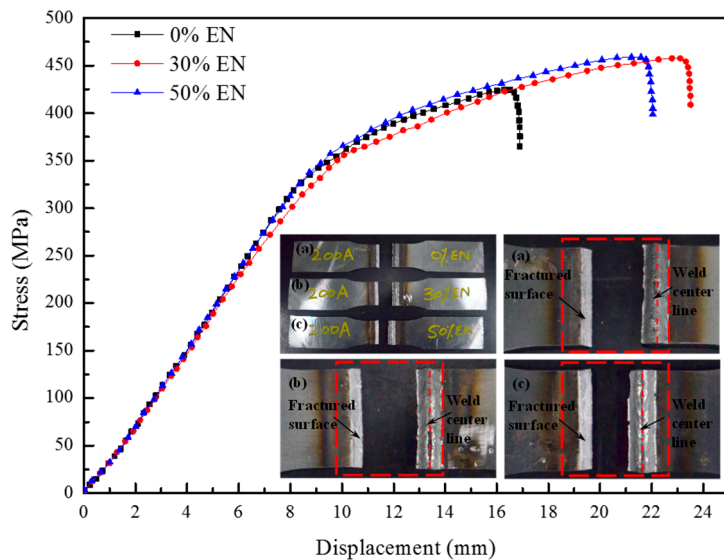 500
450
400
350
300
250
200
150
100
50
0
Stress (MPa)
0% EN
30% EN
50% EN
(a)
200A
0%EN
(b)
200A
30%EN
(c)
200A
50%EN
(a)
Fractured
surface
Weld
center
line
(b)
Fractured
surface
Weld
center
line
(c)
Fractured
surface
Weld
center
line
0 2 4 6 8 10 12 14 16 18 20 22 24
Displacement (mm)